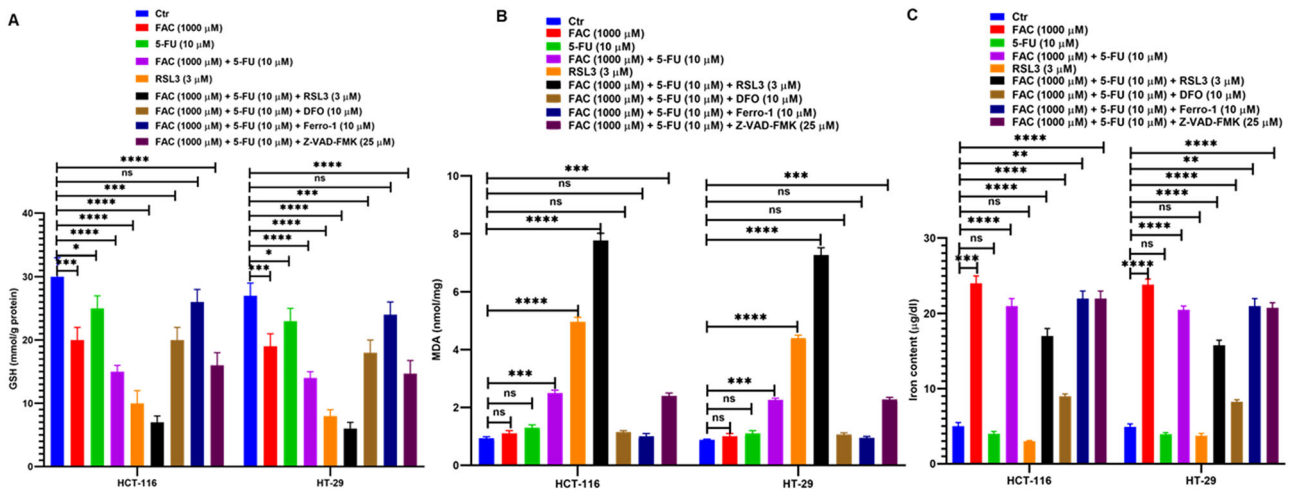 A
Ctr
FAC (1000 µM)
5-FU (10 µM)
FAC (1000 µM) + 5-FU (10 µM)
RSL3 (3 µM)
FAC (1000 µM) + 5-FU (10 µM) + RSL3 (3 µM)
FAC (1000 µM) + 5-FU (10 µM) + DFO (10 µM)
FAC (1000 µM) + 5-FU (10 µM) + Ferro-1 (10 µM)
FAC (1000 µM) + 5-FU (10 µM) + Z-VAD-FMK (25 µM)
****
ns
***
****
****
****
*
***
****
ns
***
****
****
****
*
***
GSH (mmol/g protein)
40
30
20
10
0
HCT-116
HT-29
B
Ctr
FAC (1000 µM)
5-FU (10 µM)
FAC (1000 µM) + 5-FU (10 µM)
RSL3 (3 µM)
FAC (1000 µM) + 5-FU (10 µM) + RSL3 (3 µM)
FAC (1000 µM) + 5-FU (10 µM) + DFO (10 µM)
FAC (1000 µM) + 5-FU (10 µM) + Ferro-1 (10 µM)
FAC (1000 µM) + 5-FU (10 µM) + Z-VAD-FMK (25 µM)
***
ns
ns
****
****
***
ns
ns
***
ns
ns
****
****
***
ns
ns
MDA (nmol/mg)
10
8
6
4
2
0
HCT-116
HT-29
C
Ctr
FAC (1000 µM)
5-FU (10 µM)
FAC (1000 µM) + 5-FU (10 µM)
RSL3 (3 µM)
FAC (1000 µM) + 5-FU (10 µM) + RSL3 (3 µM)
FAC (1000 µM) + 5-FU (10 µM) + DFO (10 µM)
FAC (1000 µM) + 5-FU (10 µM) + Ferro-1 (10 µM)
FAC (1000 µM) + 5-FU (10 µM) + Z-VAD-FMK (25 µM)
****
**
****
****
ns
****
ns
***
****
**
****
****
ns
****
ns
****
Iron content (µg/dl)
30
20
10
0
HCT-116
HT-29